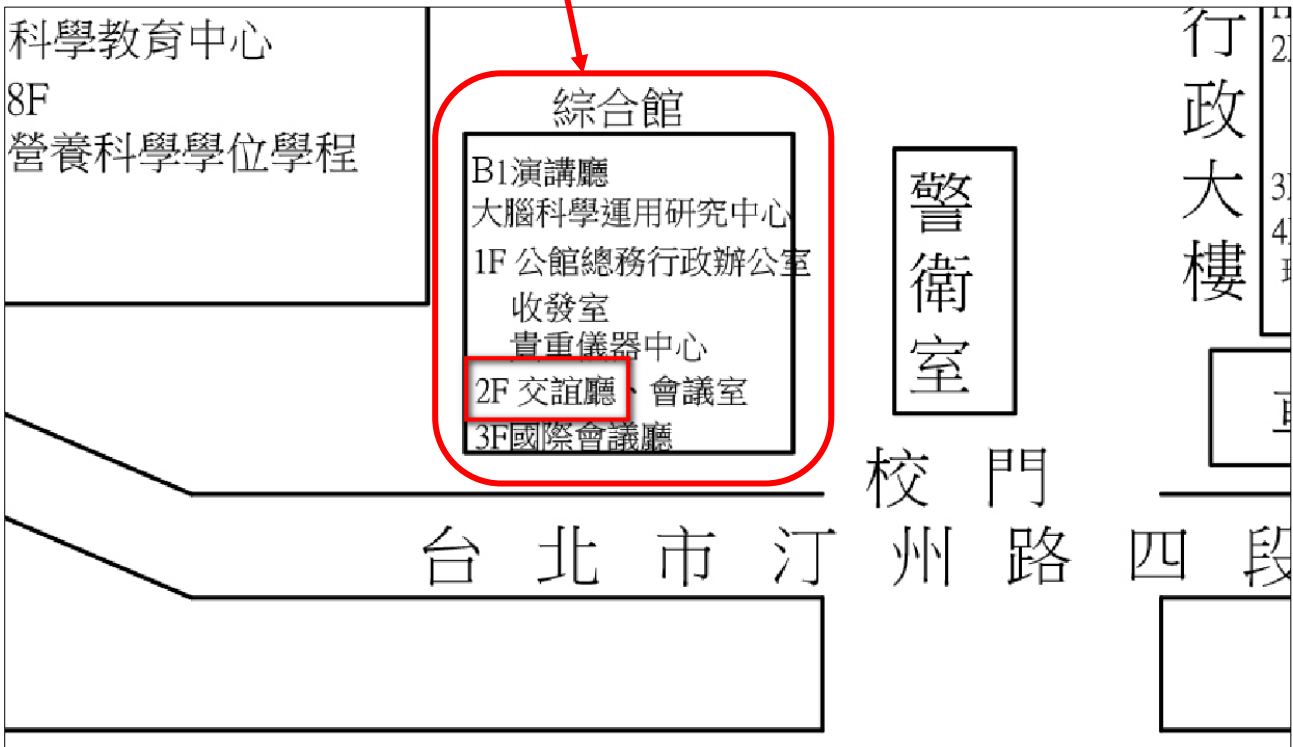 科學教育中心
8F
營養科學學位學程
綜合館
B1演講廳
大腦科學運用研究中心
1F 公館總務行政辦公室
收發室
貴重儀器中心
2F 交誼廳、會議室
3F國際會議廳
警衛室
行政大樓
校門
台北市汀州路四段